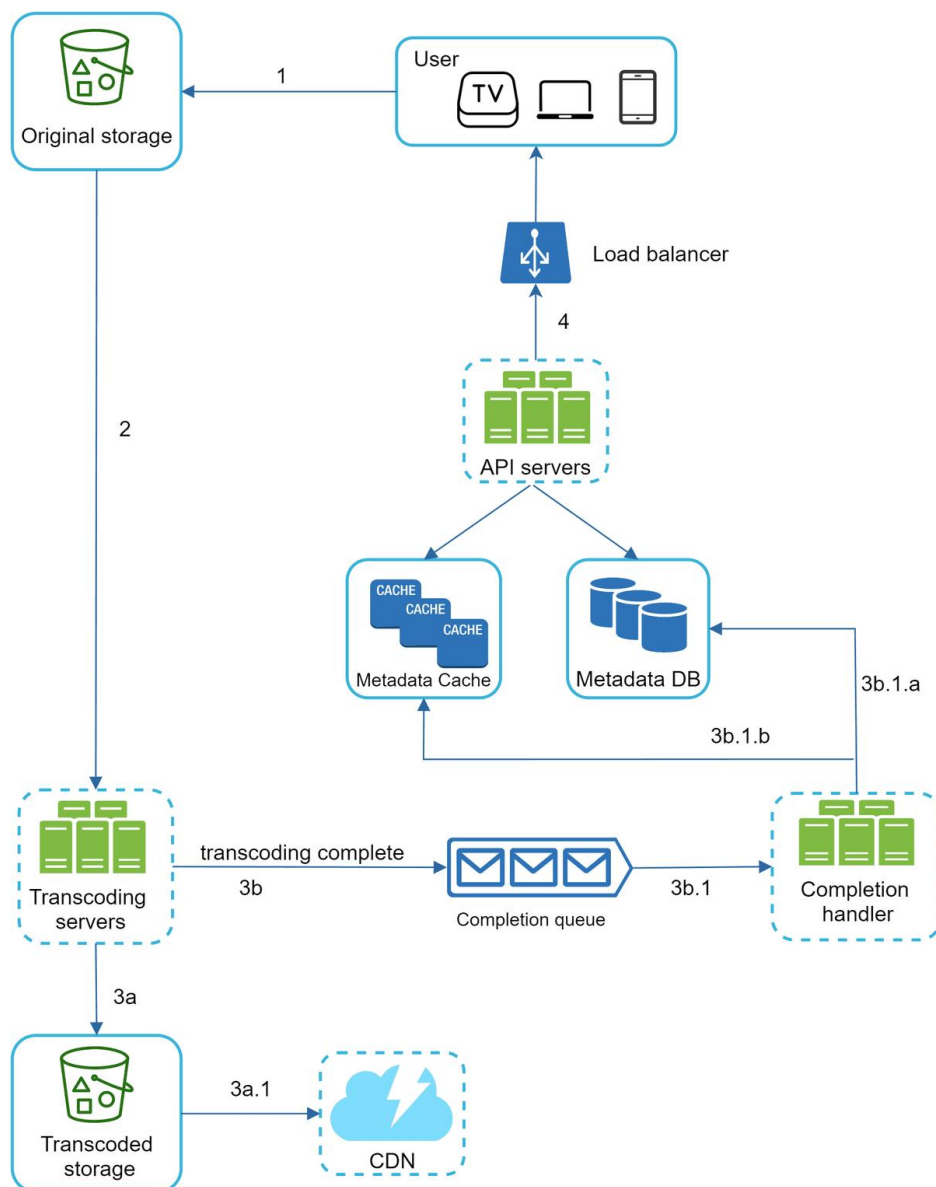 User
TV
1
Original storage
Load balancer
4
2
API servers
CACHE
CACHE
CACHE
Metadata Cache
Metadata DB
3b.1.a
3b.1.b
transcoding complete
3b
3b.1
Transcoding
servers
Completion queue
Completion
handler
3a
3a.1
Transcoded
storage
CDN